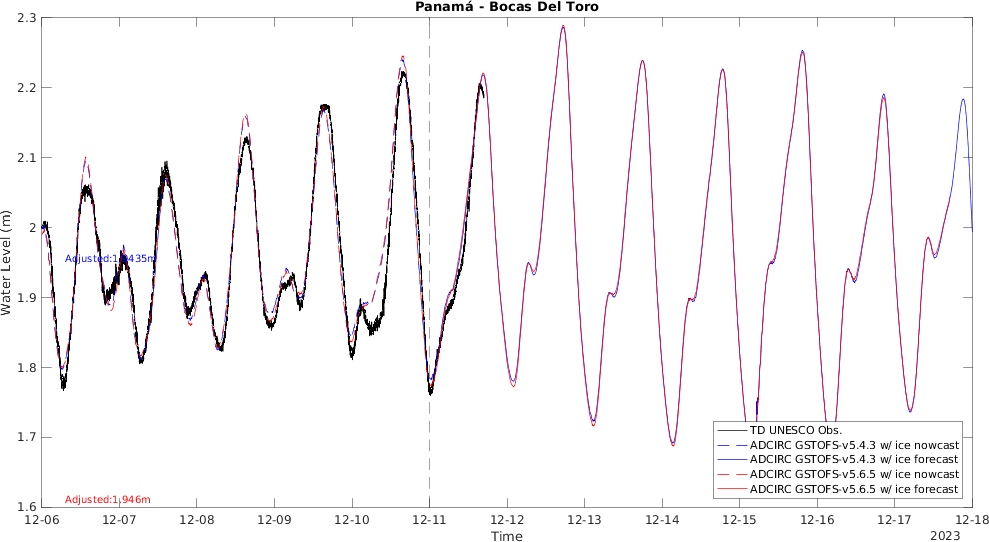 Panamá - Bocas Del Toro
2.3
2.2
2.1
2
1.9
1.8
1.7
1.6
Water Level (m)
Adjusted:1.9435m
Adjusted:1.946m
TD UNESCO Obs.
ADCIRC GSTOFS-v5.4.3 w/ ice nowcast
ADCIRC GSTOFS-v5.4.3 w/ ice forecast
ADCIRC GSTOFS-v5.6.5 w/ ice nowcast
ADCIRC GSTOFS-v5.6.5 w/ ice forecast
12-06 12-07 12-08 12-09 12-10 12-11 12-12 12-13 12-14 12-15 12-16 12-17 12-18
Time
2023